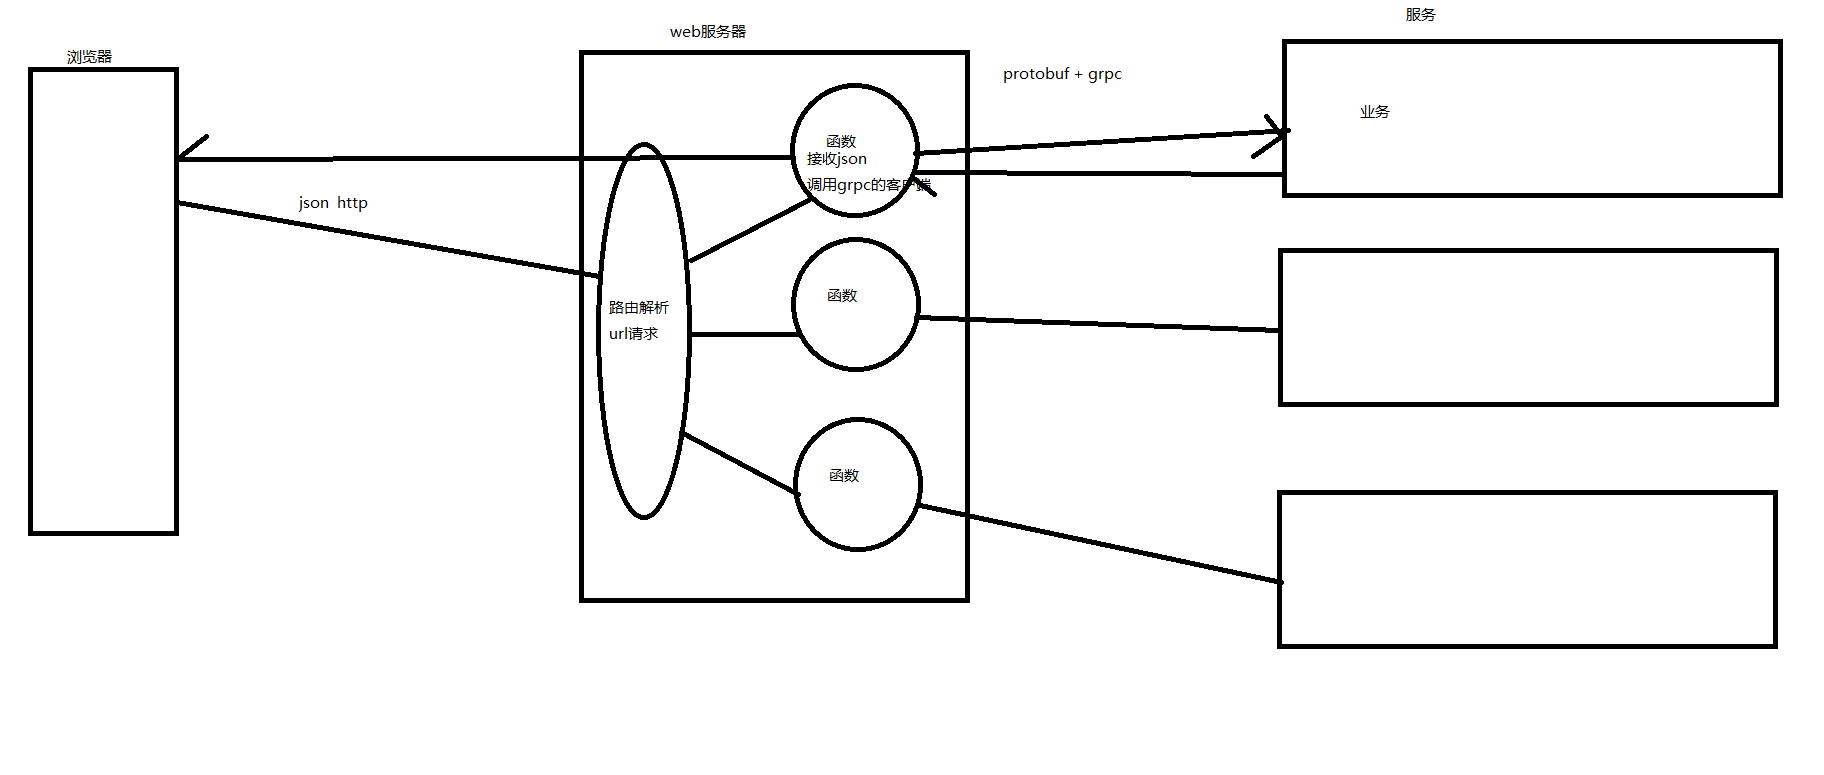 浏览器
web服务器
服务
protobuf + grpc
业务
函数
接收json
调用grpc的客户端
json  http
路由解析
url请求
函数
函数